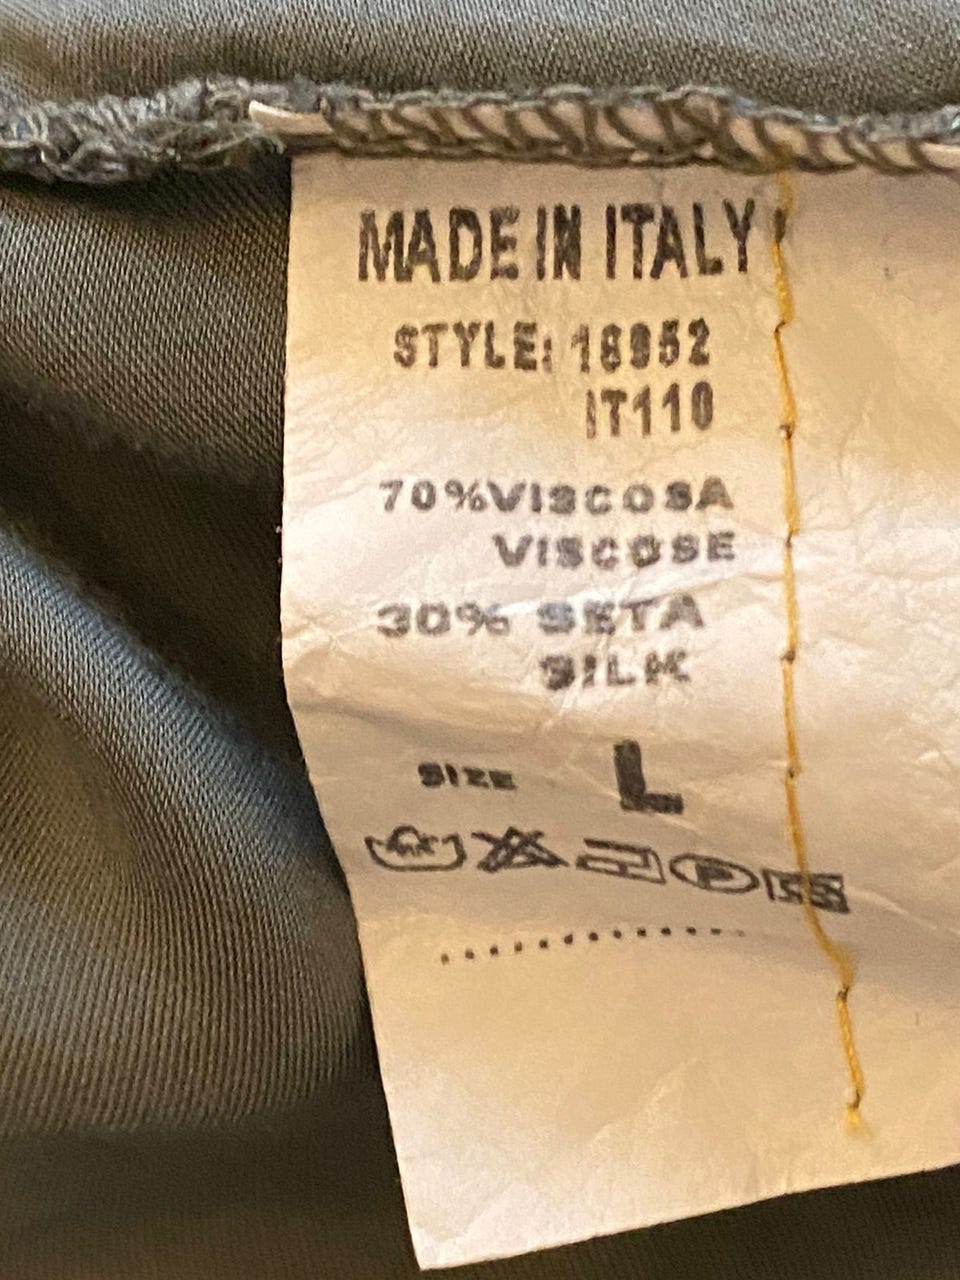 MADE IN ITALY
STYLE: 18952
IT110
70%VISCOSA
VISCOSE
30% SETA
SILK
SIZE L